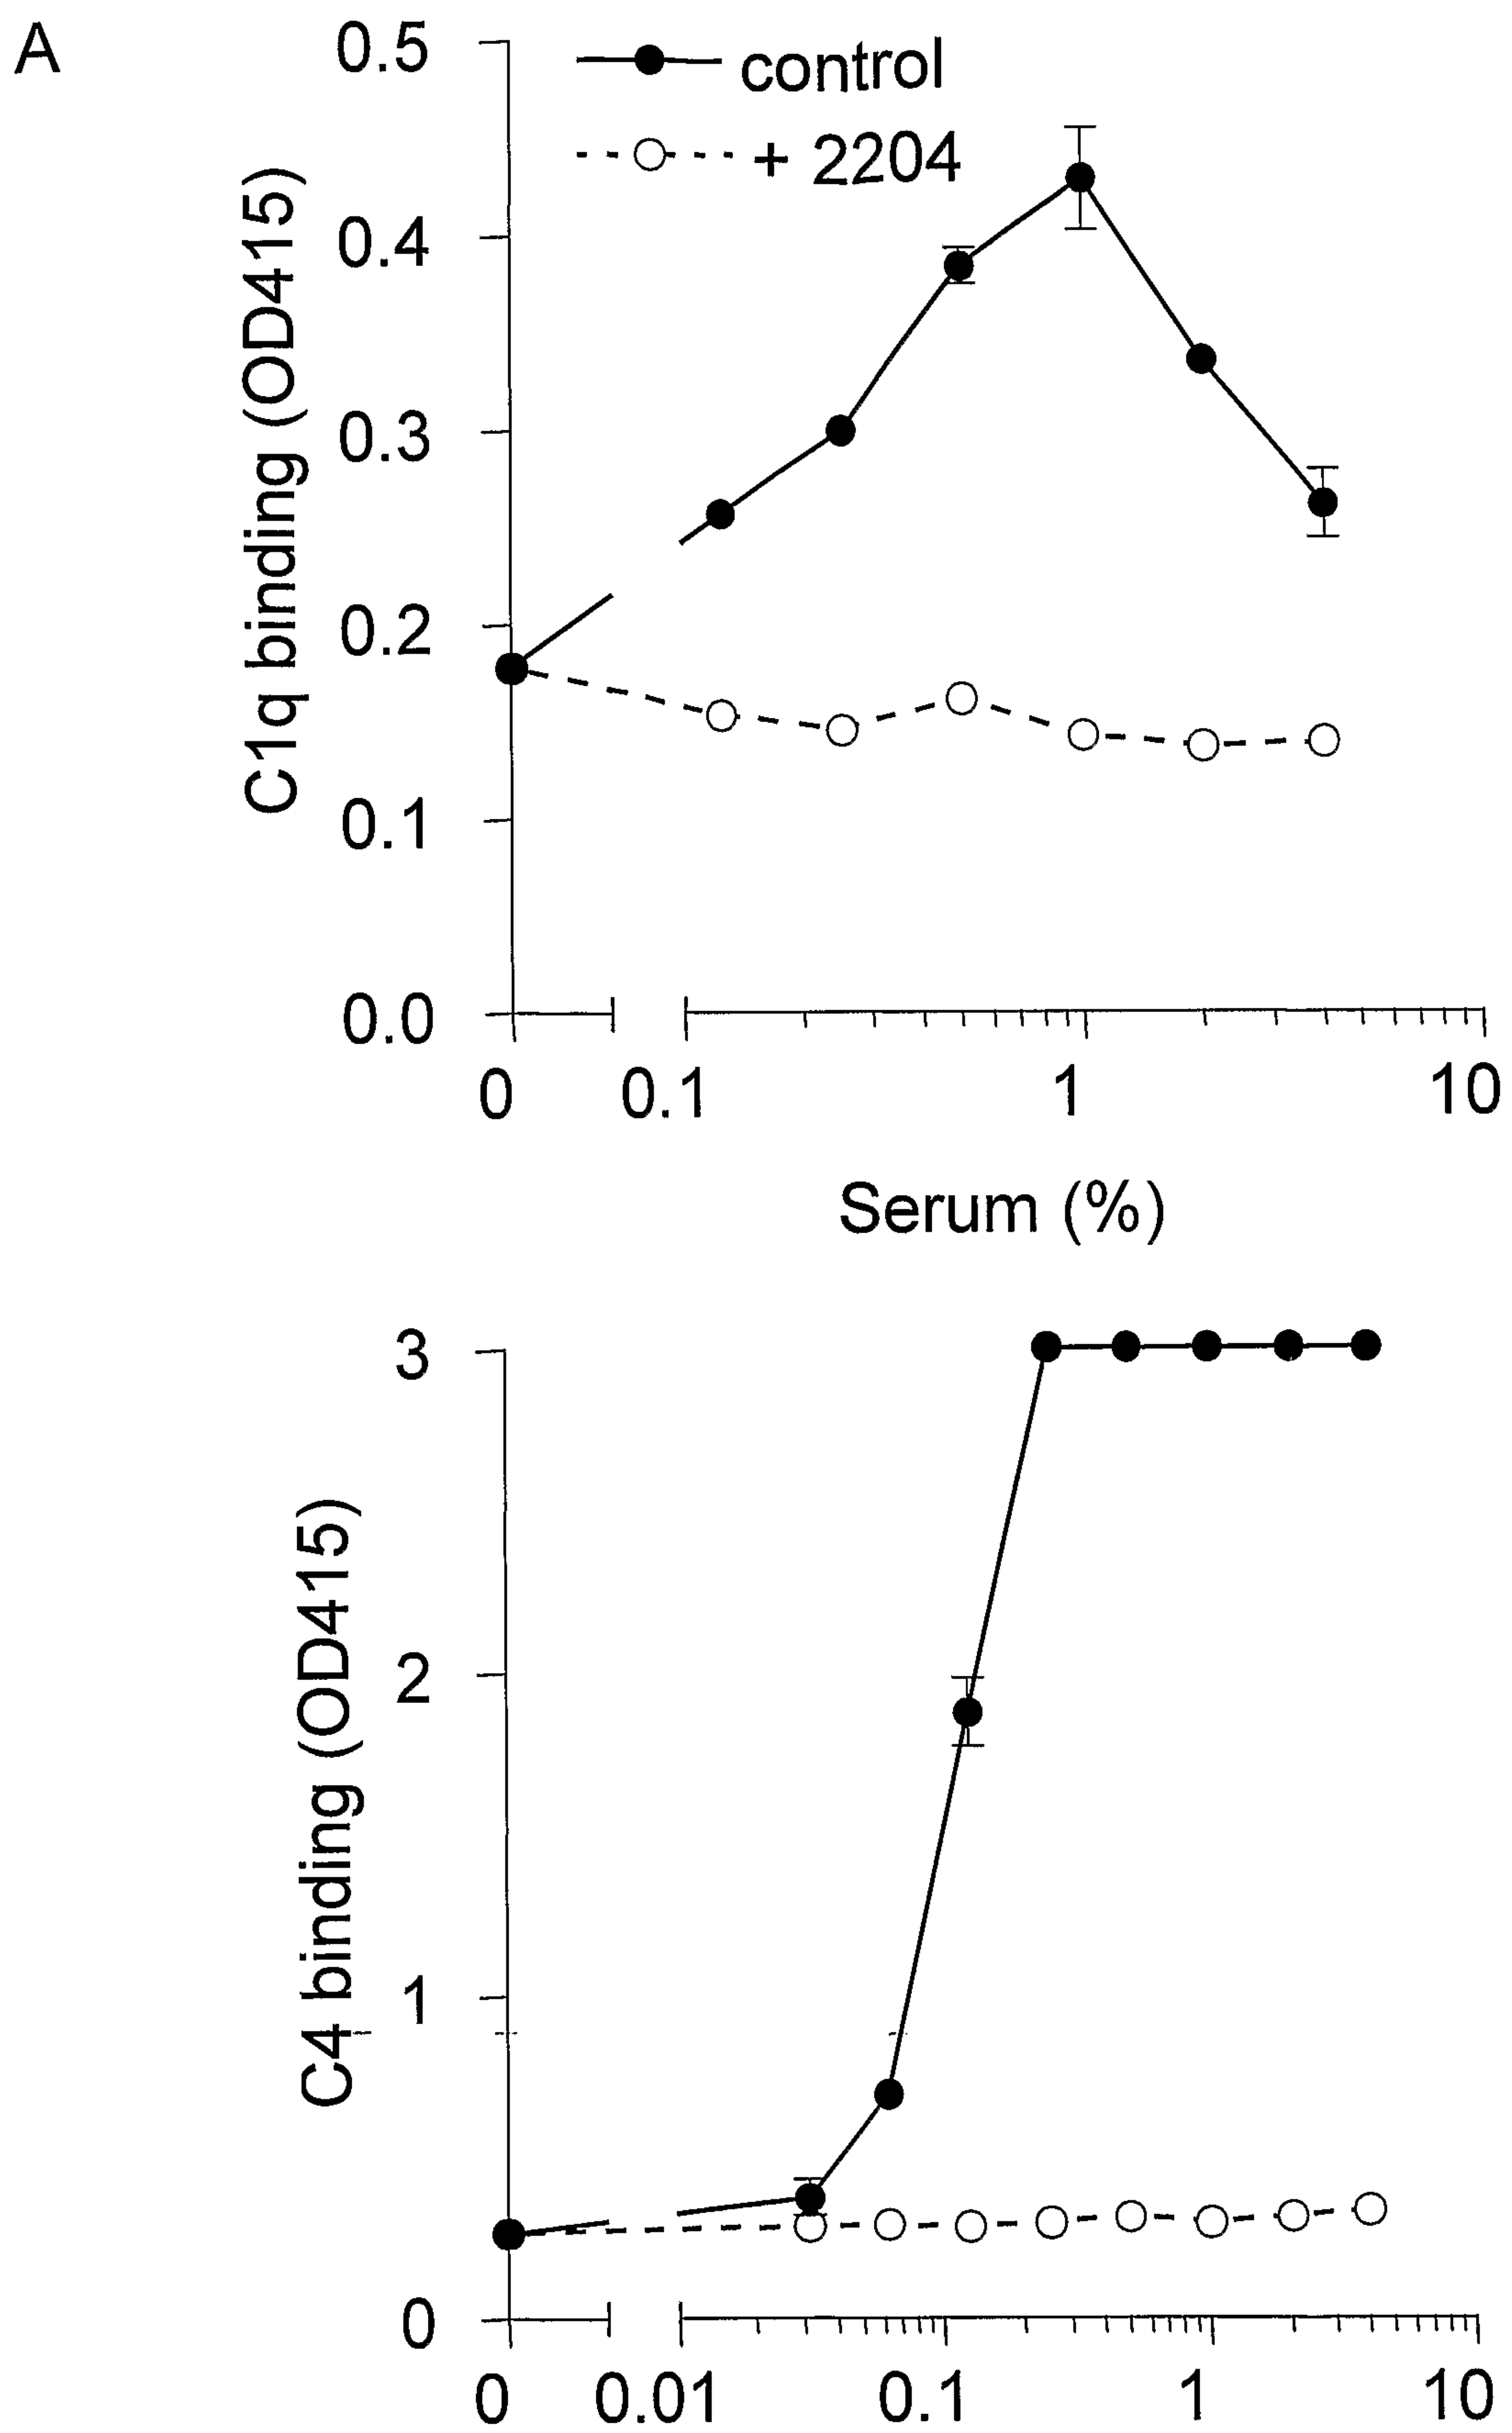 A
0.5
control
+ 2204
0.4
0.3
0.2
0.1
0.0
C1q binding (OD415)
0 0.1 1 10
Serum (%)
3
2
1
0
C4 binding (OD415)
0 0.01 0.1 1 10